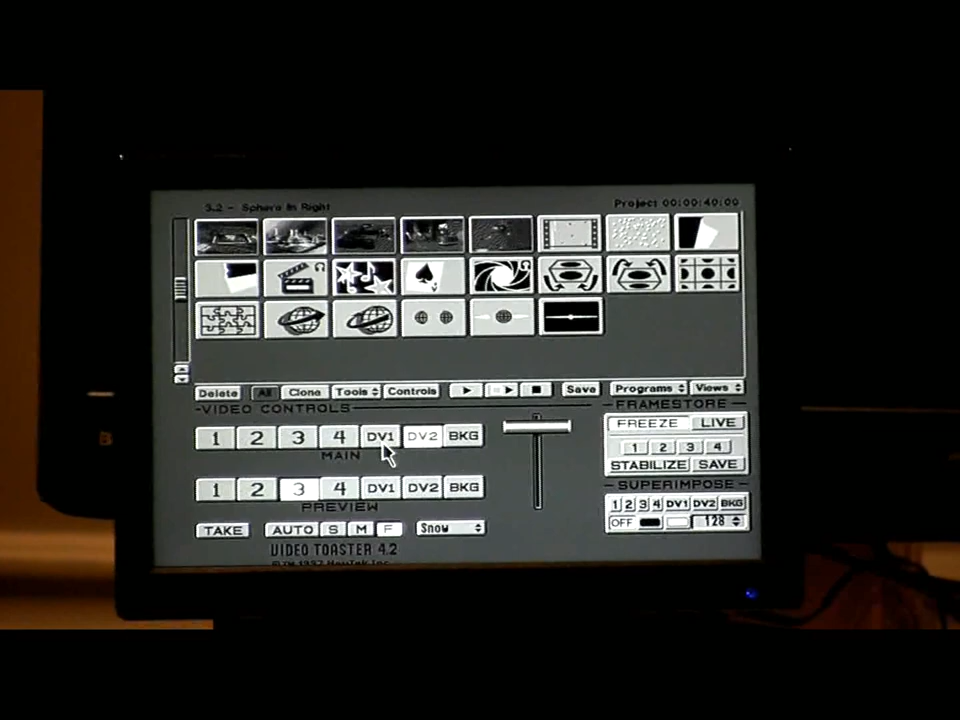 3.2 - Sphere In Right
Project 00:00:40:00
Delete All Clone Tools Controls Save Programs Views
VIDEO CONTROLS
1 2 3 4 DV1 DV2 BKG
MAIN
1 2 3 4 DV1 DV2 BKG
PREVIEW
TAKE AUTO S M F Snow
VIDEO TOASTER 4.2
FRAMESTORE
FREEZE LIVE
1 2 3 4
STABILIZE SAVE
SUPERIMPOSE
1 2 3 4 DV1 DV2 BKG
OFF 128